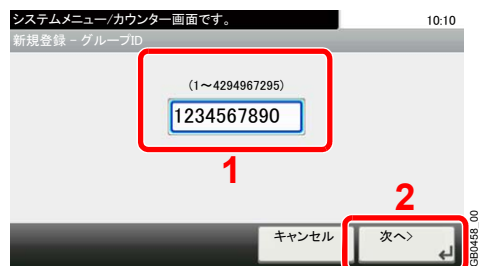 システムメニュー/カウンター画面です。
10:10
新規登録 - グループID
(1～4294967295)
1234567890
1
2
キャンセル
次へ>
GB0458_00